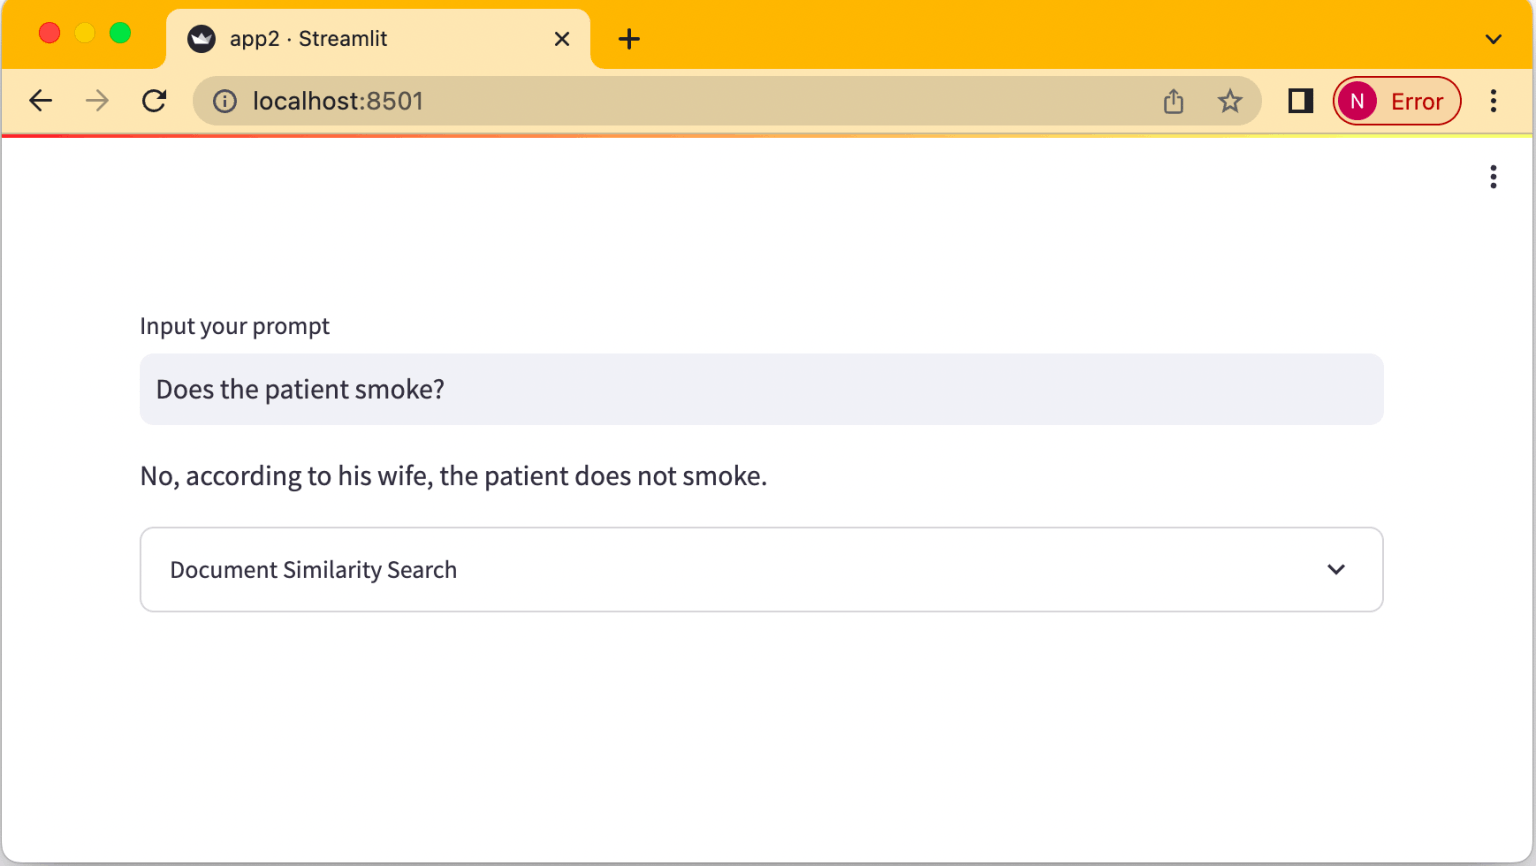 app2 · Streamlit
localhost:8501
N Error
Input your prompt
Does the patient smoke?
No, according to his wife, the patient does not smoke.
Document Similarity Search